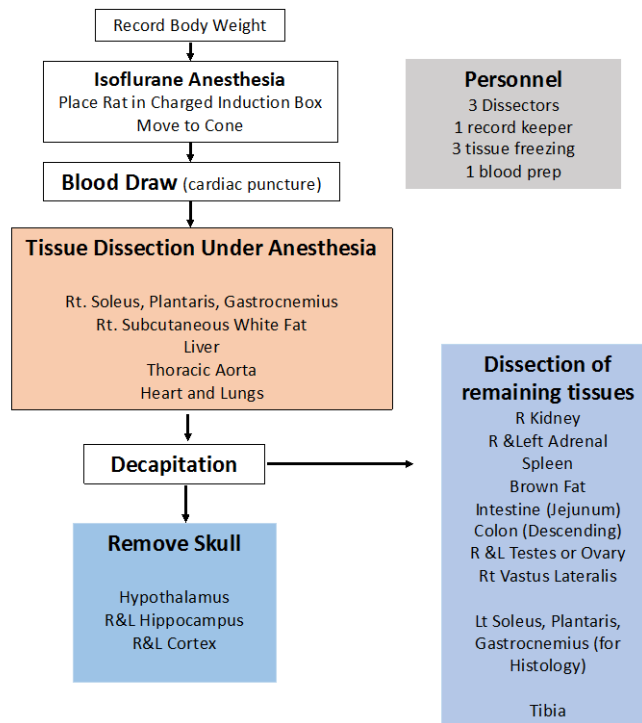 Record Body Weight
Isoflurane Anesthesia
Place Rat in Charged Induction Box
Move to Cone
Personnel
3 Dissectors
1 record keeper
3 tissue freezing
1 blood prep
Blood Draw (cardiac puncture)
Tissue Dissection Under Anesthesia
Rt. Soleus, Plantaris, Gastrocnemius
Rt. Subcutaneous White Fat
Liver
Thoracic Aorta
Heart and Lungs
Decapitation
Remove Skull
Hypothalamus
R&L Hippocampus
R&L Cortex
Dissection of
remaining tissues
R Kidney
R &Left Adrenal
Spleen
Brown Fat
Intestine (Jejunum)
Colon (Descending)
R &L Testes or Ovary
Rt Vastus Lateralis
Lt Soleus, Plantaris,
Gastrocnemius (for
Histology)
Tibia